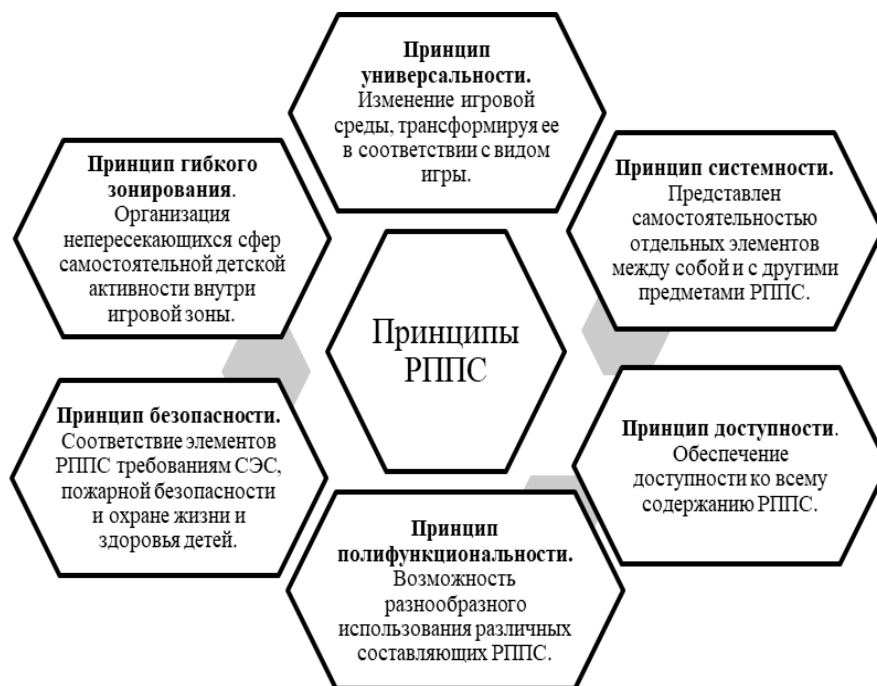 Принцип
универсальности.
Изменение игровой
среды, трансформируя ее
в соответствии с видом
игры.
Принцип гибкого
зонирования.
Организация
непересекающихся сфер
самостоятельной детской
активности внутри
игровой зоны.
Принцип системности.
Представлен
самостоятельностью
отдельных элементов
между собой и с другими
предметами РППС.
Принципы
РППС
Принцип безопасности.
Соответствие элементов
РППС требованиям СЭС,
пожарной безопасности
и охране жизни и
здоровья детей.
Принцип доступности.
Обеспечение
доступности ко всему
содержанию РППС.
Принцип
полифункциональности.
Возможность
разнообразного
использования различных
составляющих РППС.